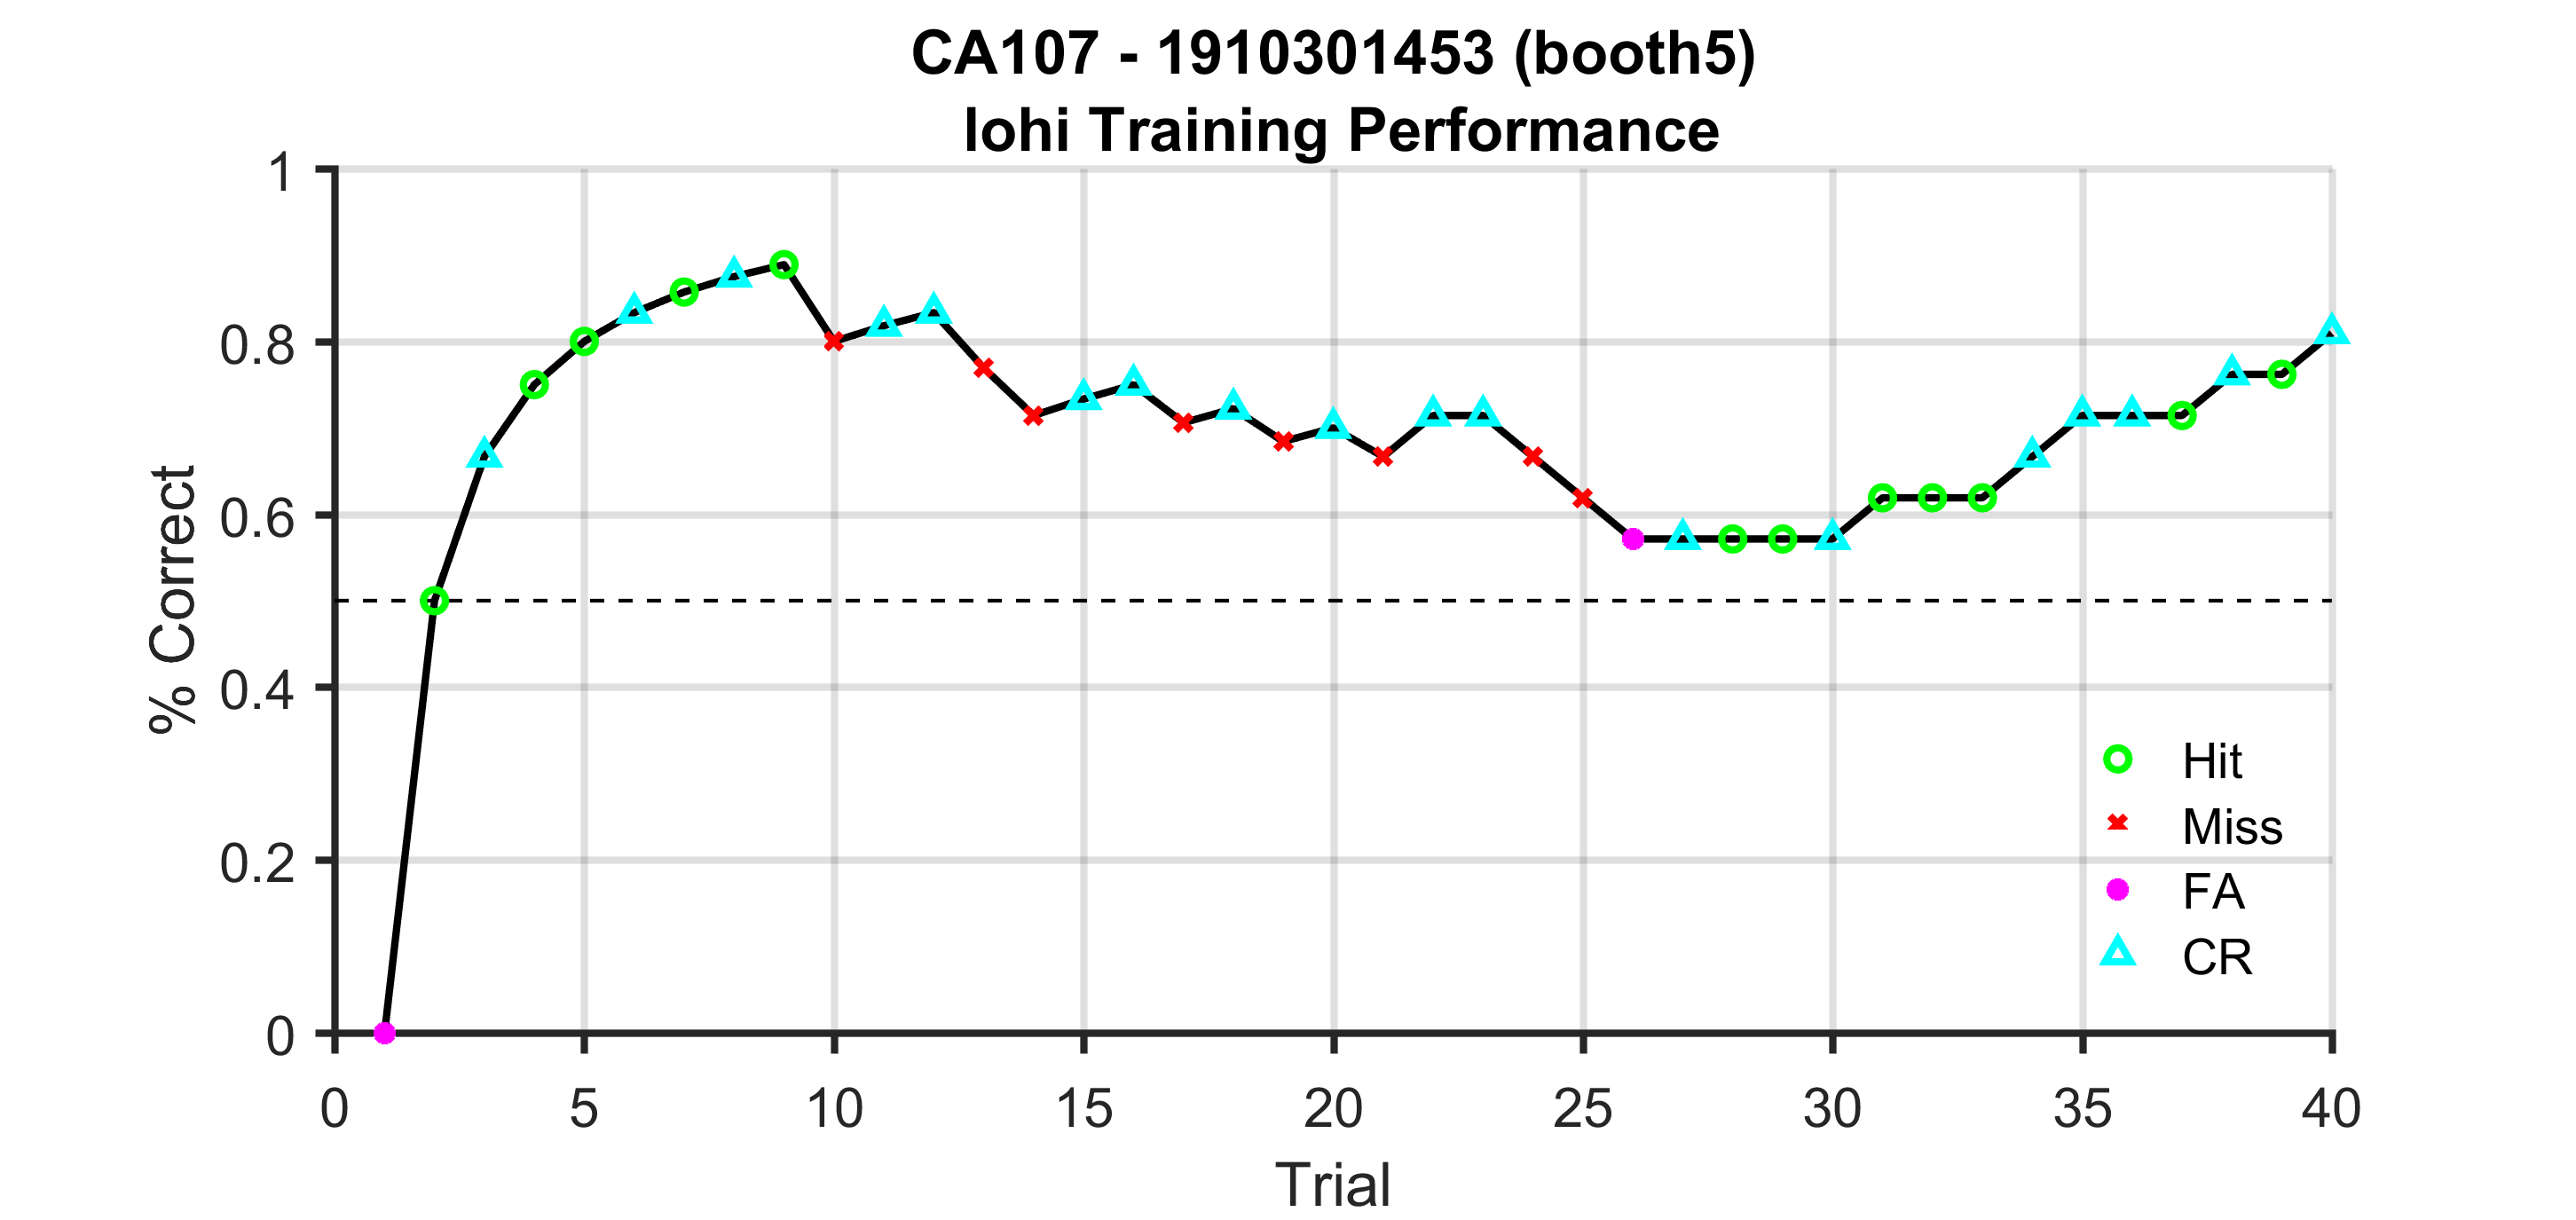 CA107 - 1910301453 (booth5)
lohi Training Performance
% Correct
1
0.8
0.6
0.4
0.2
0
0 5 10 15 20 25 30 35 40
Trial
Hit
Miss
FA
CR